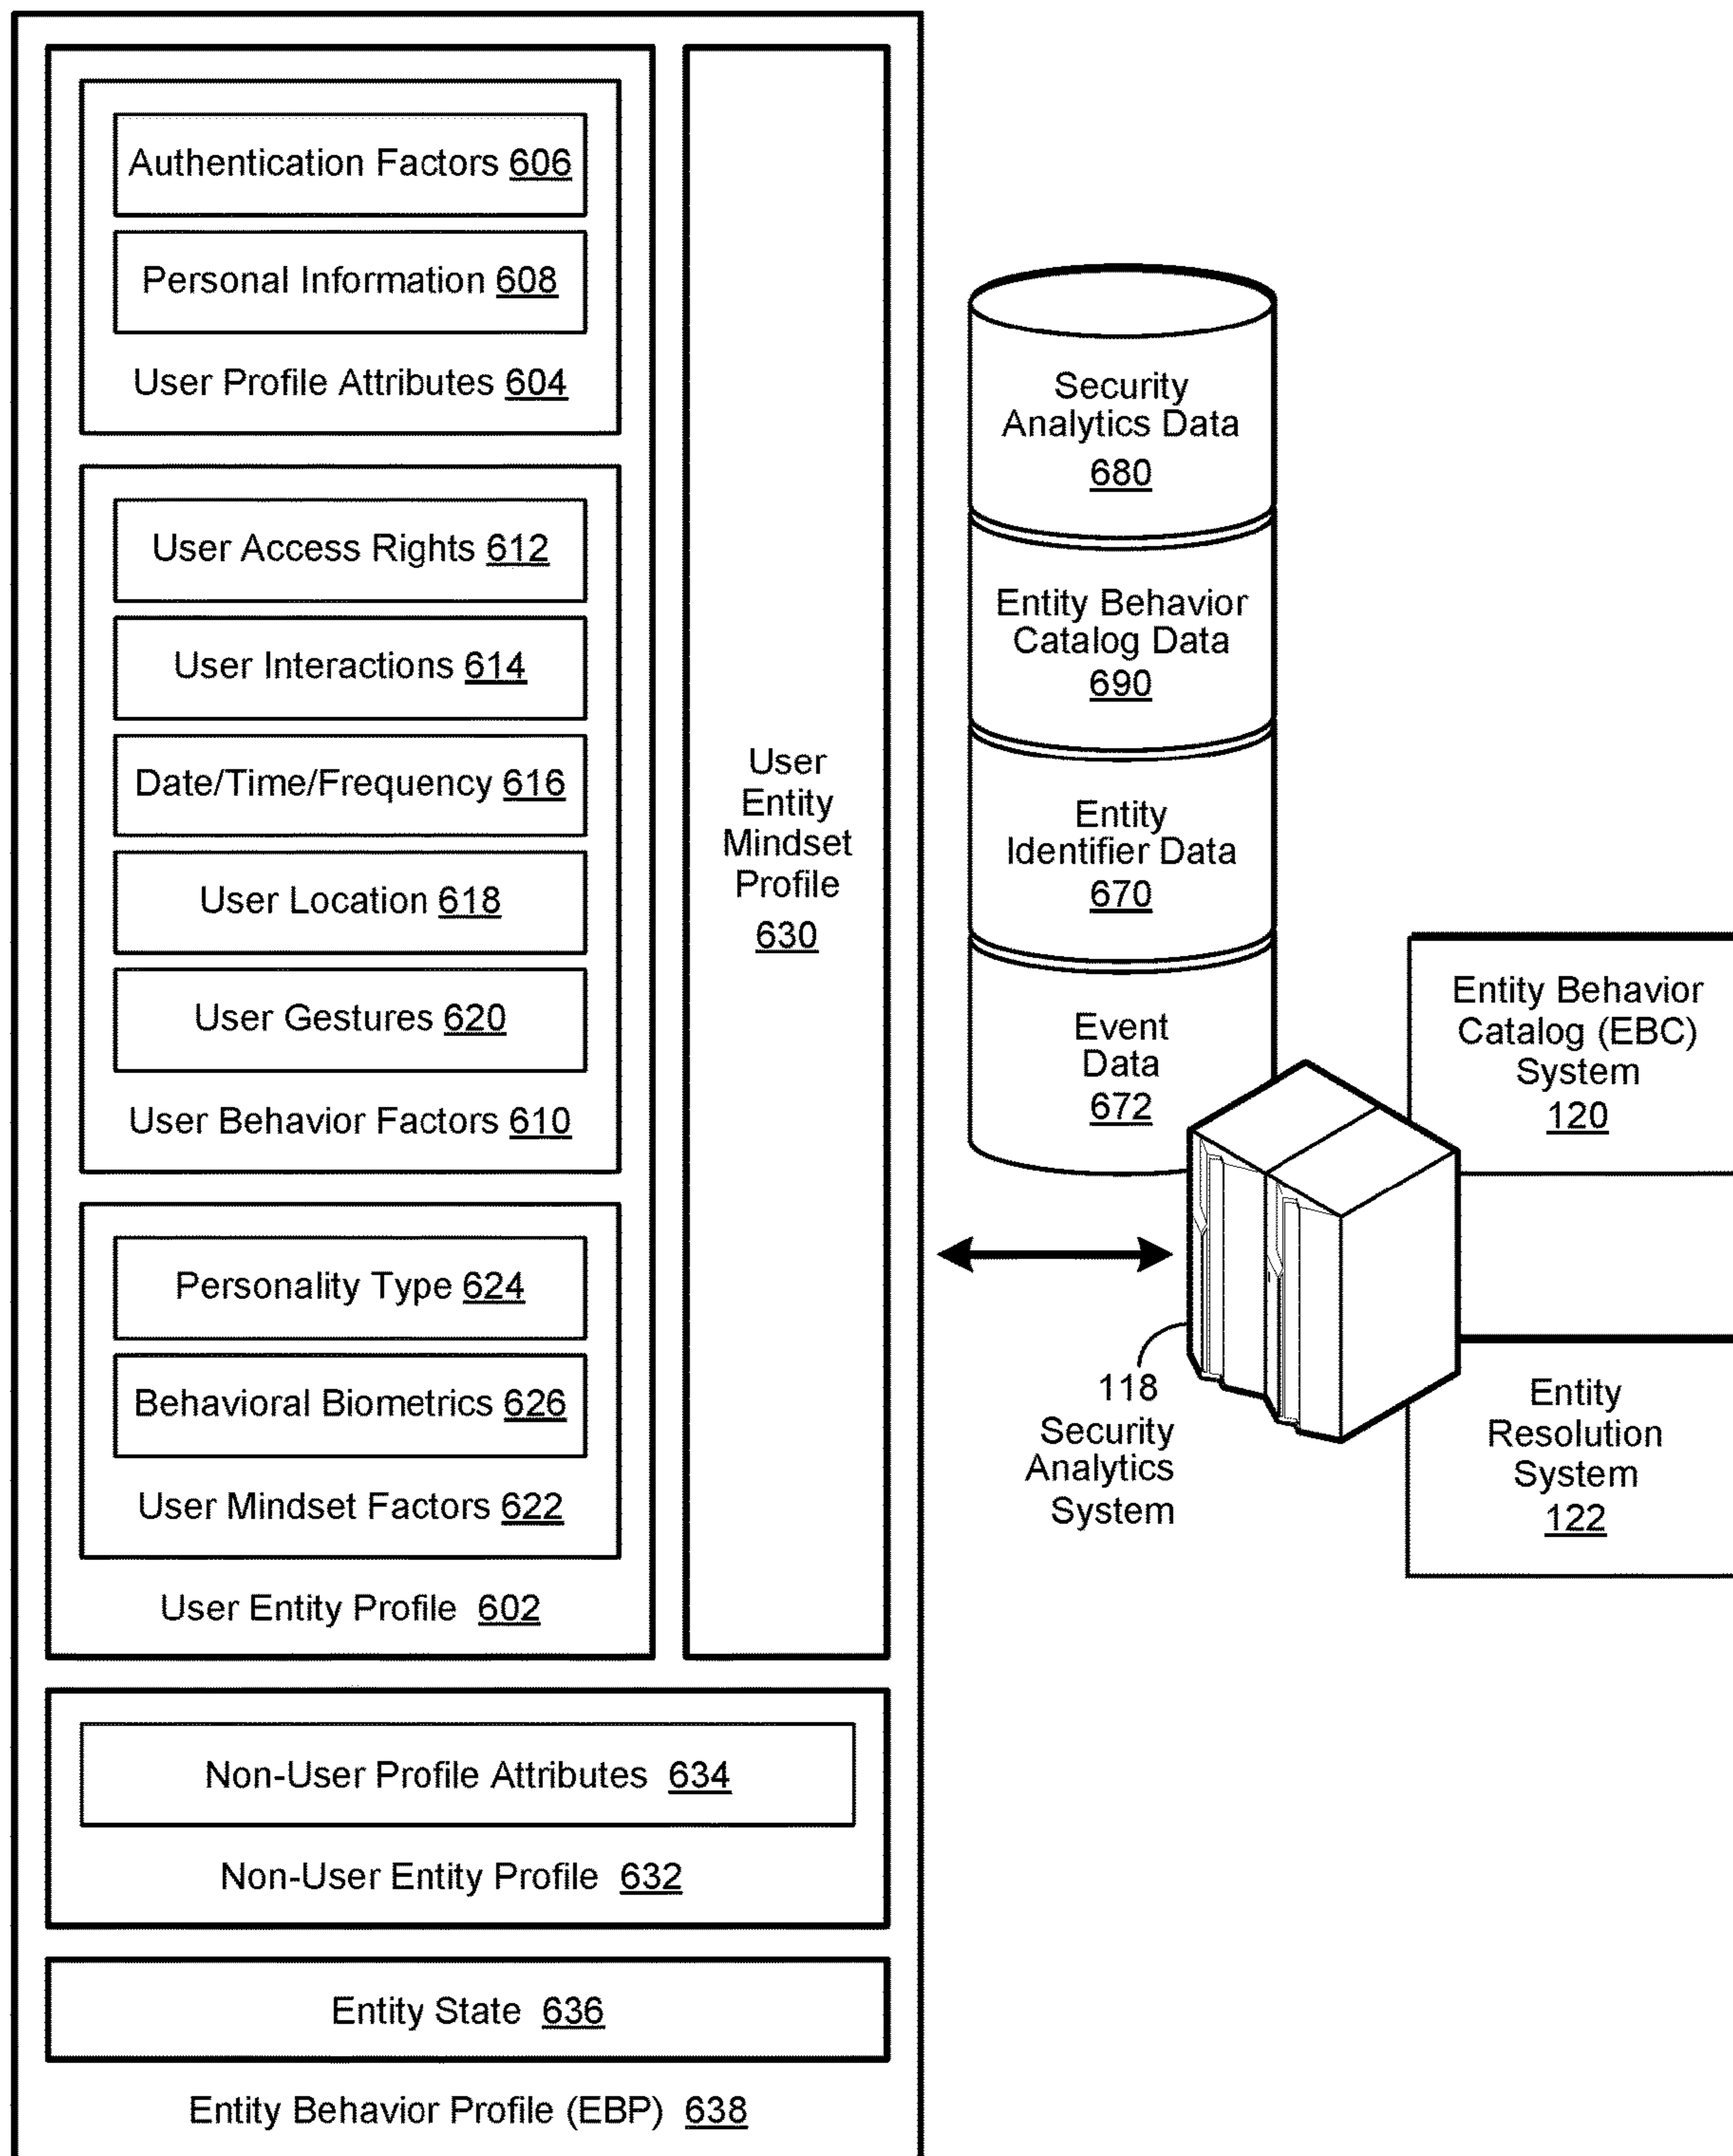 Authentication Factors 606
Personal Information 608
User Profile Attributes 604
User Access Rights 612
User Interactions 614
Date/Time/Frequency 616
User Location 618
User Gestures 620
User Behavior Factors 610
Personality Type 624
Behavioral Biometrics 626
User Mindset Factors 622
User Entity Profile 602
User
Entity
Mindset
Profile
630
Non-User Profile Attributes 634
Non-User Entity Profile 632
Entity State 636
Entity Behavior Profile (EBP) 638
Security
Analytics Data
680
Entity Behavior
Catalog Data
690
Entity
Identifier Data
670
Event
Data
672
118
Security
Analytics
System
Entity Behavior
Catalog (EBC)
System
120
Entity
Resolution
System
122